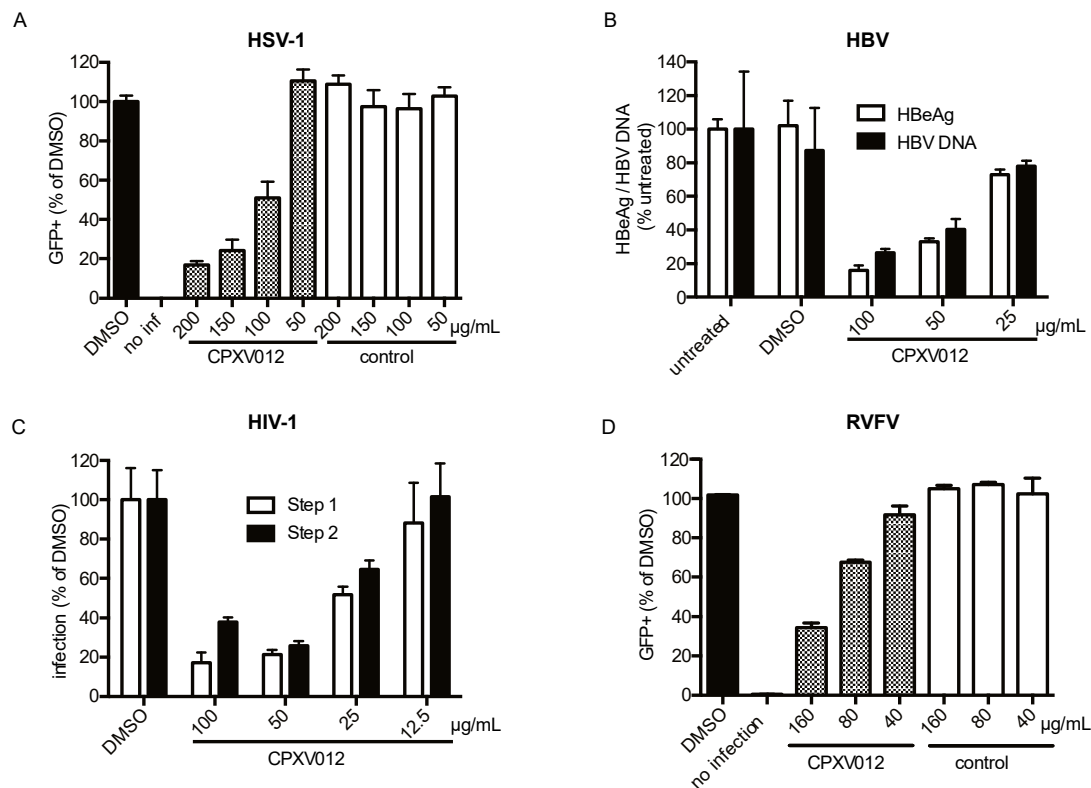 A
HSV-1
GFP+ (% of DMSO)
120
100
80
60
40
20
0
DMSO
no inf
200
150
100
50
200
150
100
50
µg/mL
CPXV012
control
B
HBV
HBeAg / HBV DNA
(% untreated)
140
120
100
80
60
40
20
0
HBeAg
HBV DNA
untreated
DMSO
100
50
25
µg/mL
CPXV012
C
HIV-1
infection (% of DMSO)
120
100
80
60
40
20
0
Step 1
Step 2
DMSO
100
50
25
12.5
µg/mL
CPXV012
D
RVFV
GFP+ (% of DMSO)
120
100
80
60
40
20
0
DMSO
no infection
160
80
40
160
80
40
µg/mL
CPXV012
control